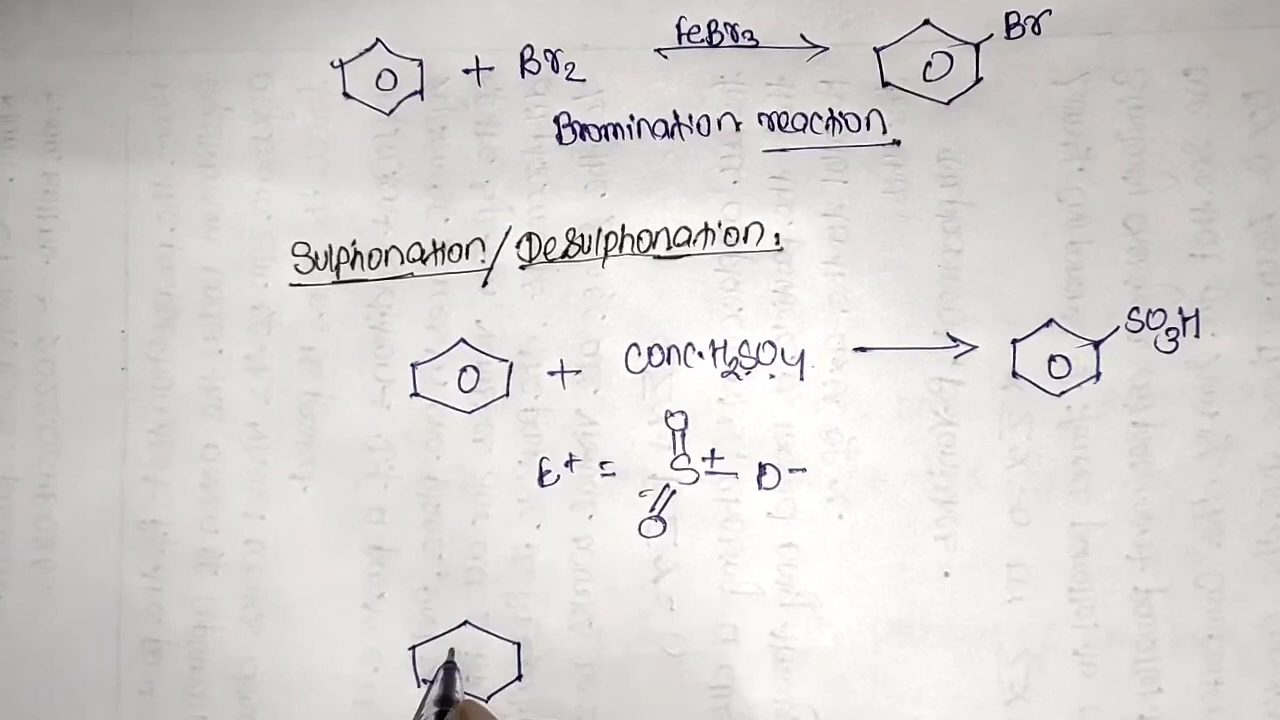 FeBr3
Br
+ Br2
Bromination reaction.
Sulphonation/Desulphonation:
+ Conc. H2SO4
SO3H
O
E+ = S+ — O-
O